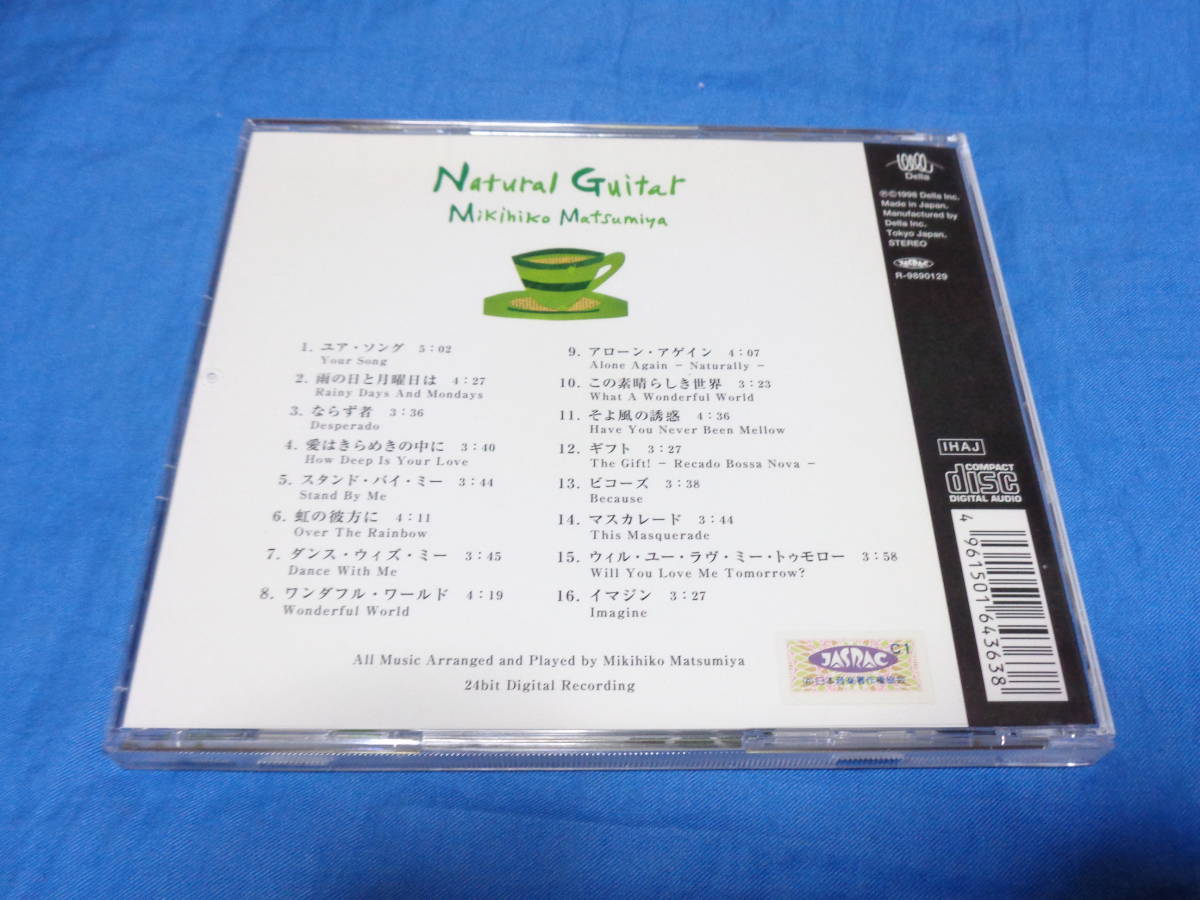 Natural Guitar
Mikihiko Matsumiya
1. ユア・ソング 5:02
Your Song
2. 雨の日と月曜日は 4:27
Rainy Days And Mondays
3. ならず者 3:36
Desperado
4. 愛はきらめきの中に 3:40
How Deep Is Your Love
5. スタンド・バイ・ミー 3:44
Stand By Me
6. 虹の彼方に 4:11
Over The Rainbow
7. ダンス・ウィズ・ミー 3:45
Dance With Me
8. ワンダフル・ワールド 4:19
Wonderful World
9. アローン・アゲイン 4:07
Alone Again − Naturally −
10. この素晴らしき世界 3:23
What A Wonderful World
11. そよ風の誘惑 4:36
Have You Never Been Mellow
12. ギフト 3:27
The Gift! − Recado Bossa Nova −
13. ビコーズ 3:38
Because
14. マスカレード 3:44
This Masquerade
15. ウィル・ユー・ラヴ・ミー・トゥモロー 3:58
Will You Love Me Tomorrow?
16. イマジン 3:27
Imagine
All Music Arranged and Played by Mikihiko Matsumiya
24bit Digital Recording
JASRAC C1
日本音楽著作権協会
Della
℗©1998 Della Inc.
Made in Japan.
Manufactured by
Della Inc.
Tokyo Japan.
STEREO
JASRAC
R-9890129
IHAJ
COMPACT
disc
DIGITAL AUDIO
4 961501 643638